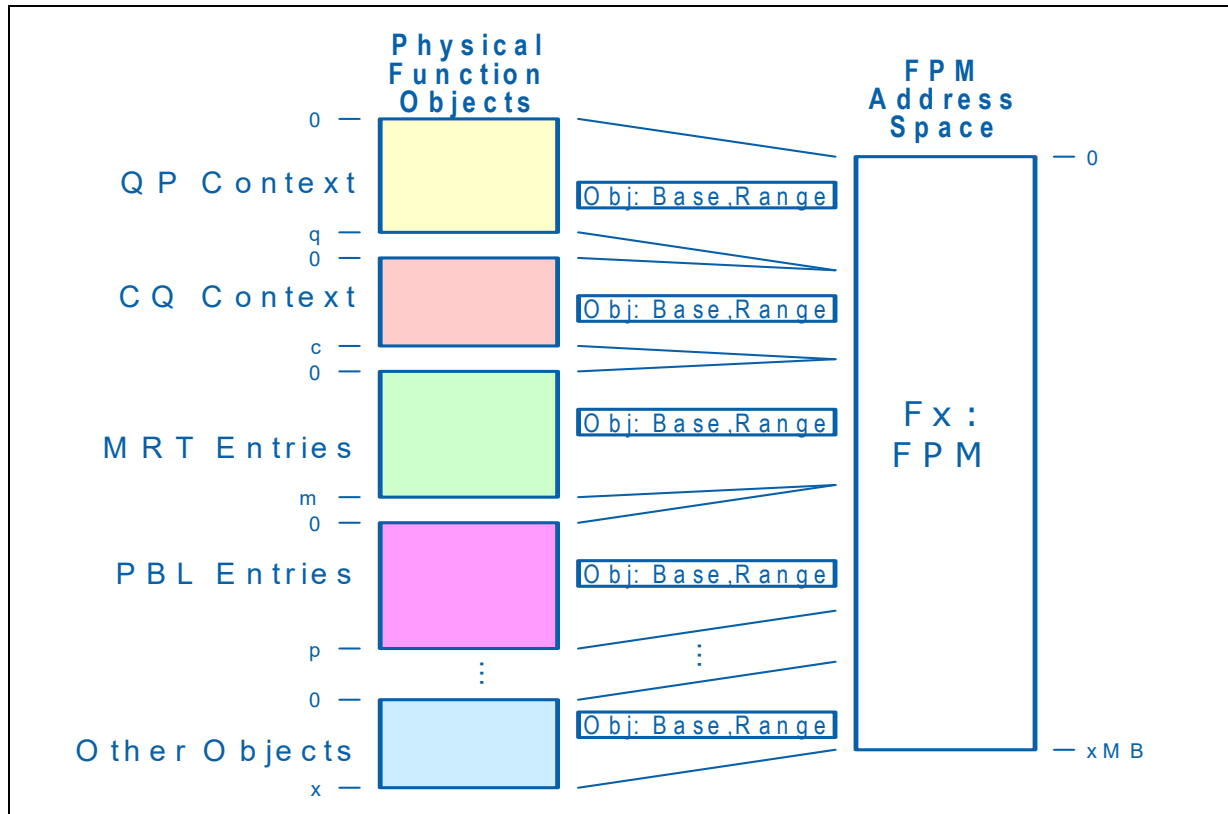 Physical
Function
Objects
FPM
Address
Space
0
0
QP Context
Obj: Base,Range
q
0
CQ Context
Obj: Base,Range
c
0
Obj: Base,Range
Fx:
FPM
MRT Entries
m
0
PBL Entries
Obj: Base,Range
p
⋮
⋮
0
Obj: Base,Range
Other Objects
xMB
x